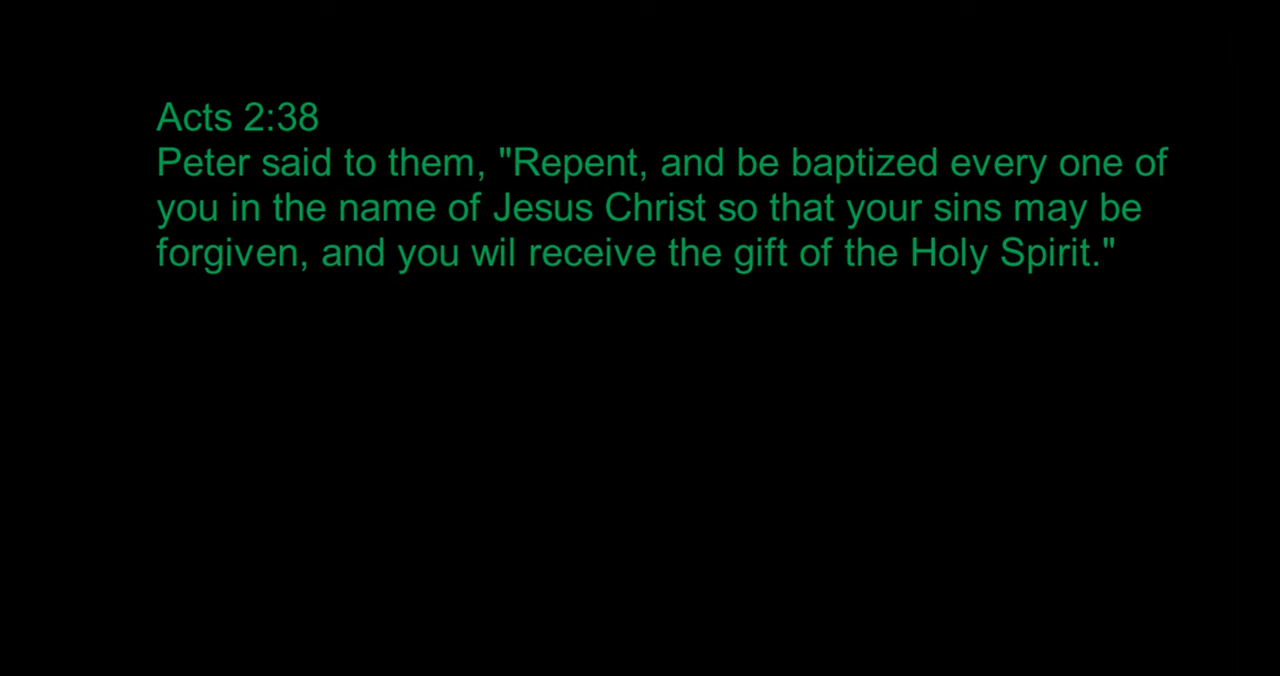 Acts 2:38
Peter said to them, "Repent, and be baptized every one of
you in the name of Jesus Christ so that your sins may be
forgiven, and you wil receive the gift of the Holy Spirit."